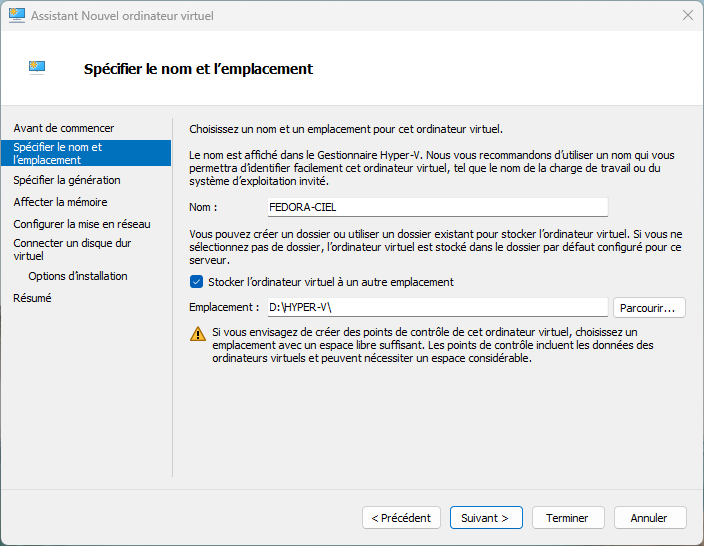 Assistant Nouvel ordinateur virtuel
Spécifier le nom et l’emplacement
Avant de commencer
Spécifier le nom et
l’emplacement
Spécifier la génération
Affecter la mémoire
Configurer la mise en réseau
Connecter un disque dur
virtuel
Options d’installation
Résumé
Choisissez un nom et un emplacement pour cet ordinateur virtuel.
Le nom est affiché dans le Gestionnaire Hyper-V. Nous vous recommandons d’utiliser un nom qui vous
permettra d’identifier facilement cet ordinateur virtuel, tel que le nom de la charge de travail ou du
système d’exploitation invité.
Nom : FEDORA-CIEL
Vous pouvez créer un dossier ou utiliser un dossier existant pour stocker l’ordinateur virtuel. Si vous ne
sélectionnez pas de dossier, l’ordinateur virtuel est stocké dans le dossier par défaut configuré pour ce
serveur.
Stocker l’ordinateur virtuel à un autre emplacement
Emplacement : D:\HYPER-V\ Parcourir...
Si vous envisagez de créer des points de contrôle de cet ordinateur virtuel, choisissez un
emplacement avec un espace libre suffisant. Les points de contrôle incluent les données des
ordinateurs virtuels et peuvent nécessiter un espace considérable.
< Précédent Suivant > Terminer Annuler